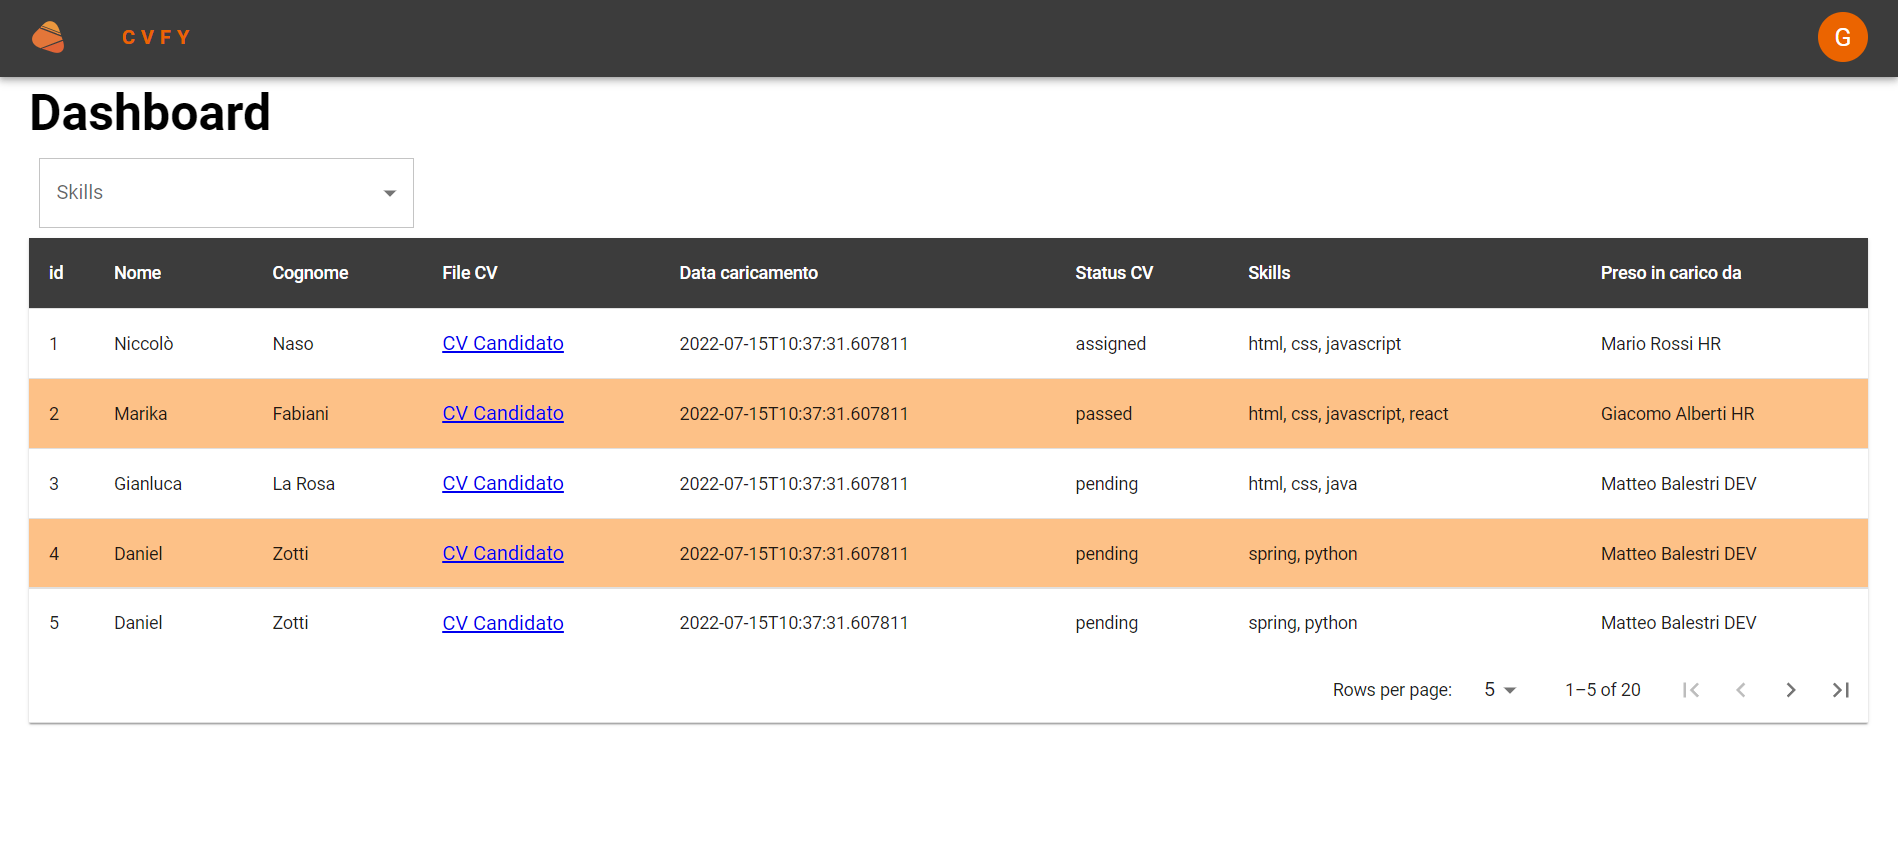 CVFY
G
Dashboard
Skills
id Nome Cognome File CV Data caricamento Status CV Skills Preso in carico da
1 Niccolò Naso CV Candidato 2022-07-15T10:37:31.607811 assigned html, css, javascript Mario Rossi HR
2 Marika Fabiani CV Candidato 2022-07-15T10:37:31.607811 passed html, css, javascript, react Giacomo Alberti HR
3 Gianluca La Rosa CV Candidato 2022-07-15T10:37:31.607811 pending html, css, java Matteo Balestri DEV
4 Daniel Zotti CV Candidato 2022-07-15T10:37:31.607811 pending spring, python Matteo Balestri DEV
5 Daniel Zotti CV Candidato 2022-07-15T10:37:31.607811 pending spring, python Matteo Balestri DEV
Rows per page: 5 1–5 of 20